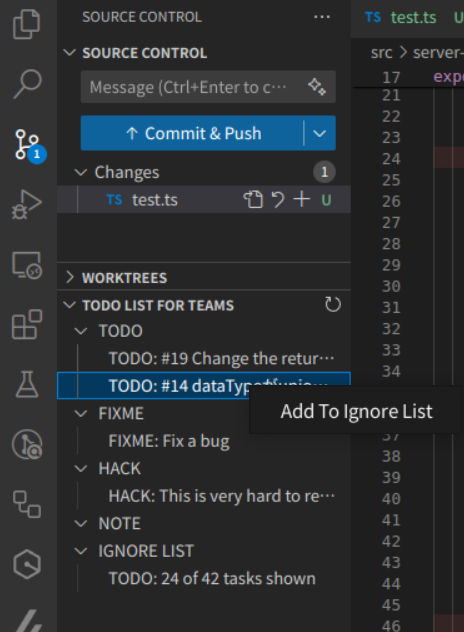 SOURCE CONTROL
TS test.ts U
SOURCE CONTROL
src > server-
Message (Ctrl+Enter to c···
17 expo
21
Commit & Push
22
23
24
Changes 1
25
TS test.ts U
26
27
28
29
WORKTREES
30
TODO LIST FOR TEAMS
31
TODO
32
TODO: #19 Change the retur···
33
TODO: #14
34
Add To Ignore List
FIXME
37
FIXME: Fix a bug
38
HACK
39
HACK: This is very hard to re···
40
NOTE
41
IGNORE LIST
42
TODO: 24 of 42 tasks shown
43
44
45
46
1